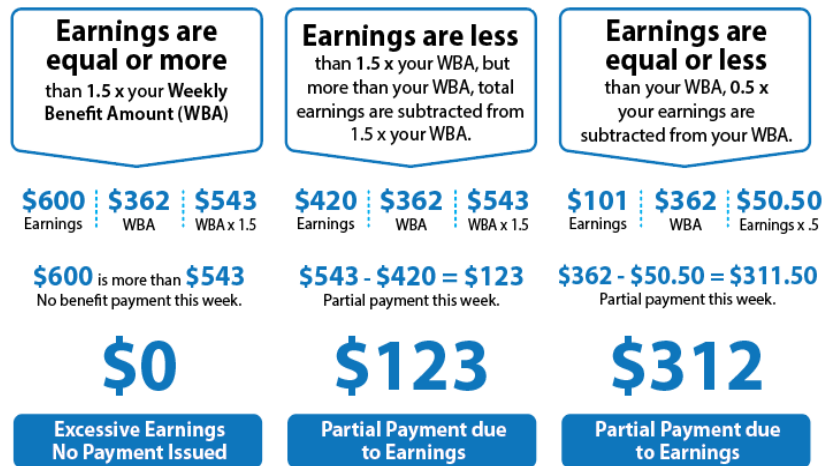 Earnings are
equal or more
than 1.5 x your Weekly
Benefit Amount (WBA)
$600 $362 $543
Earnings WBA WBA x 1.5
$600 is more than $543
No benefit payment this week.
$0
Excessive Earnings
No Payment Issued
Earnings are less
than 1.5 x your WBA, but
more than your WBA, total
earnings are subtracted from
1.5 x your WBA.
$420 $362 $543
Earnings WBA WBA x 1.5
$543 - $420 = $123
Partial payment this week.
$123
Partial Payment due
to Earnings
Earnings are
equal or less
than your WBA, 0.5 x
your earnings are
subtracted from your WBA.
$101 $362 $50.50
Earnings WBA Earnings x .5
$362 - $50.50 = $311.50
Partial payment this week.
$312
Partial Payment due
to Earnings